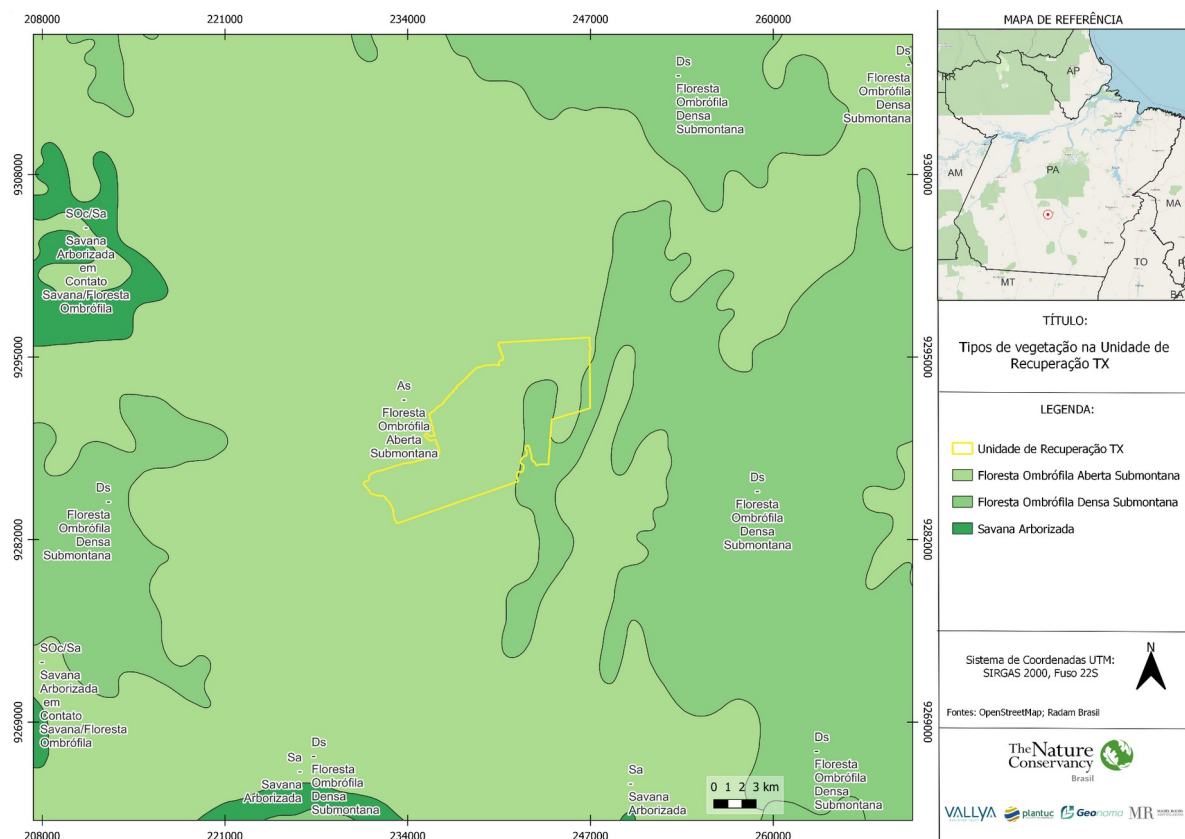 208000
221000
234000
247000
260000
9308000
9295000
9282000
9269000
Ds
-
Floresta
Ombrófila
Densa
Submontana
Ds
-
Floresta
Ombrófila
Densa
Submontana
SOc/Sa
-
Savana
Arborizada
em
Contato
Savana/Floresta
Ombrófila
As
-
Floresta
Ombrófila
Aberta
Submontana
Ds
-
Floresta
Ombrófila
Densa
Submontana
Ds
-
Floresta
Ombrófila
Densa
Submontana
SOc/Sa
-
Savana
Arborizada
em
Contato
Savana/Floresta
Ombrófila
Sa
-
Savana
Arborizada
Ds
-
Floresta
Ombrófila
Densa
Submontana
Sa
-
Savana
Arborizada
Ds
-
Floresta
Ombrófila
Densa
Submontana
0 1 2 3 km
9308000
9295000
9282000
9269000
208000
221000
234000
247000
260000
MAPA DE REFERÊNCIA
RR
AP
AM
PA
MA
TO
MT
BA
TÍTULO:
Tipos de vegetação na Unidade de
Recuperação TX
LEGENDA:
Unidade de Recuperação TX
Floresta Ombrófila Aberta Submontana
Floresta Ombrófila Densa Submontana
Savana Arborizada
Sistema de Coordenadas UTM:
SIRGAS 2000, Fuso 22S
N
Fontes: OpenStreetMap; Radam Brasil
The Nature
Conservancy
Brasil
VALLYA
plantuc
Geonoma
MR